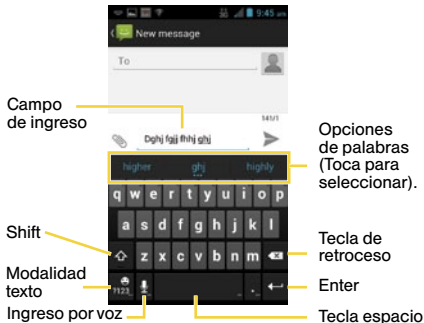 9:45 am
New message
To
Campo
de ingreso
141/1
Dghj fgjj fhhj ghj
Opciones
de palabras
(Toca para
seleccionar).
higher ghj highly
q w e r t y u i o p
a s d f g h j k l
Shift
z x c v b n m
Tecla de
retroceso
Modalidad
texto
?123
Enter
Ingreso por voz
Tecla espacio